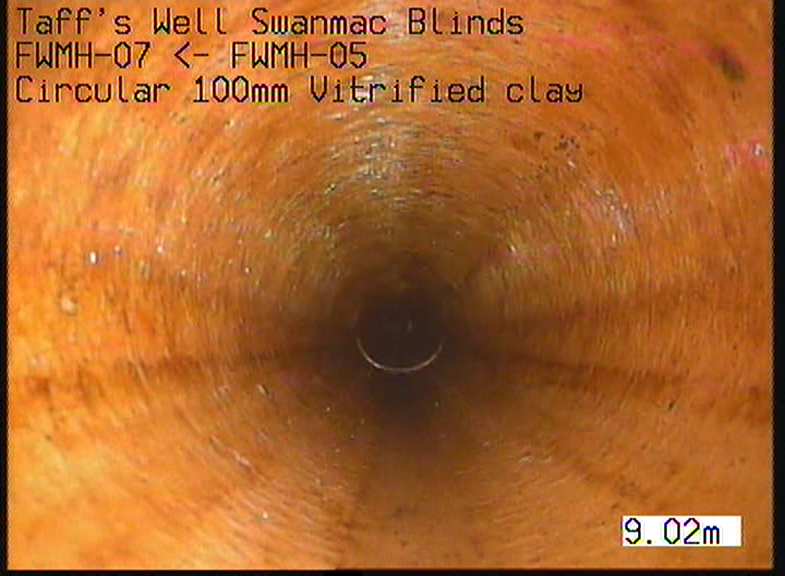 Taff's Well Swanmac Blinds
FWMH-07 <- FWMH-05
Circular 100mm Vitrified clay
9.02m